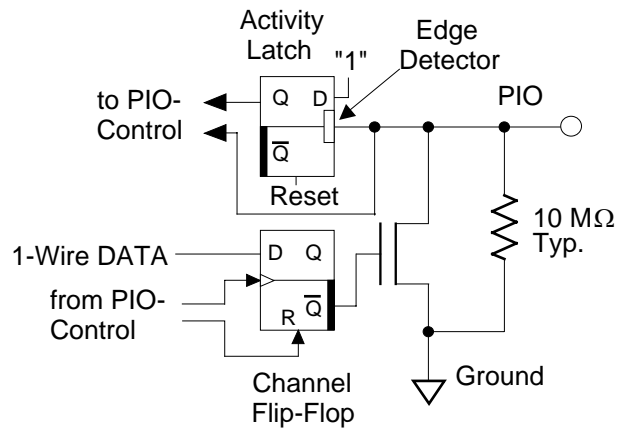 Activity
Latch
"1"
Edge
Detector
to PIO-
Control
Q
D
Q̅
Reset
PIO
10 MΩ
Typ.
1-Wire DATA
from PIO-
Control
D
Q
Q̅
R
Channel
Flip-Flop
Ground